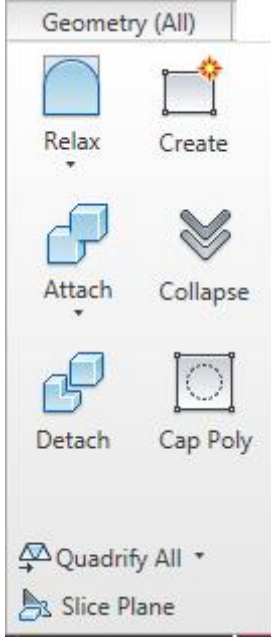 Geometry (All)
Relax Create
Attach Collapse
Detach Cap Poly
Quadrify All
Slice Plane